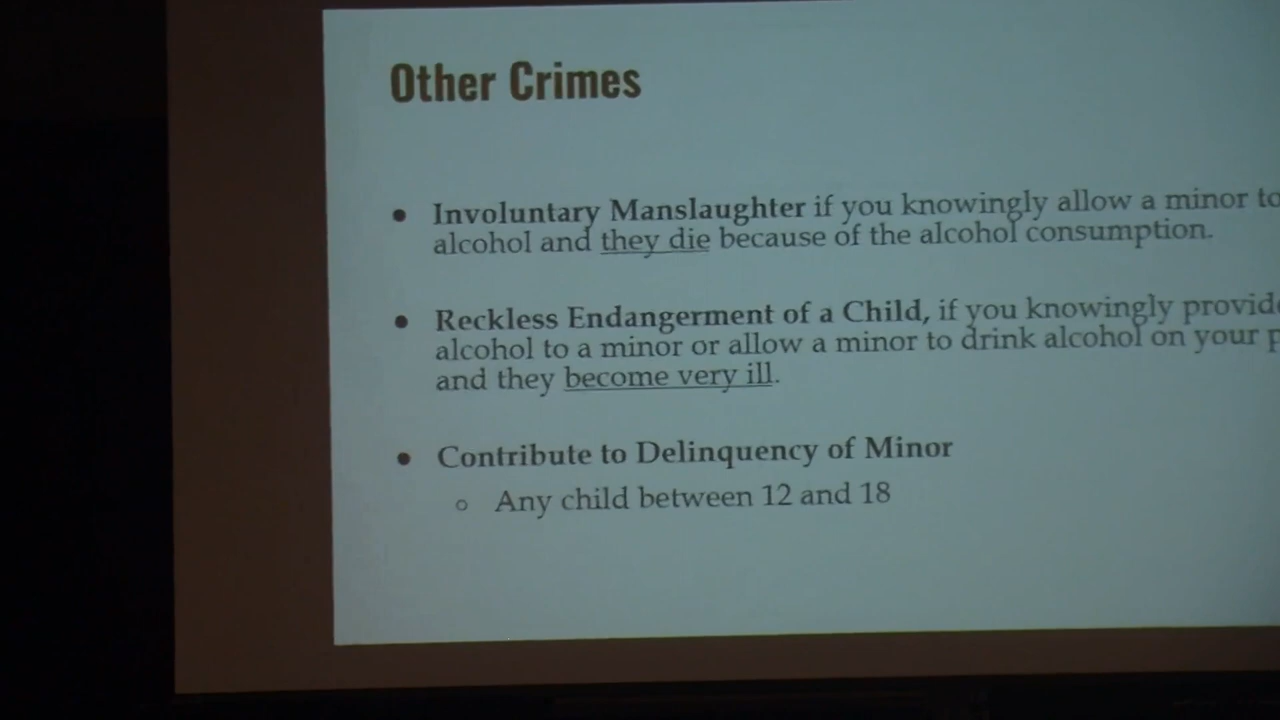 Other Crimes
• Involuntary Manslaughter if you knowingly allow a minor to
alcohol and they die because of the alcohol consumption.
• Reckless Endangerment of a Child, if you knowingly provide
alcohol to a minor or allow a minor to drink alcohol on your
and they become very ill.
• Contribute to Delinquency of Minor
○ Any child between 12 and 18